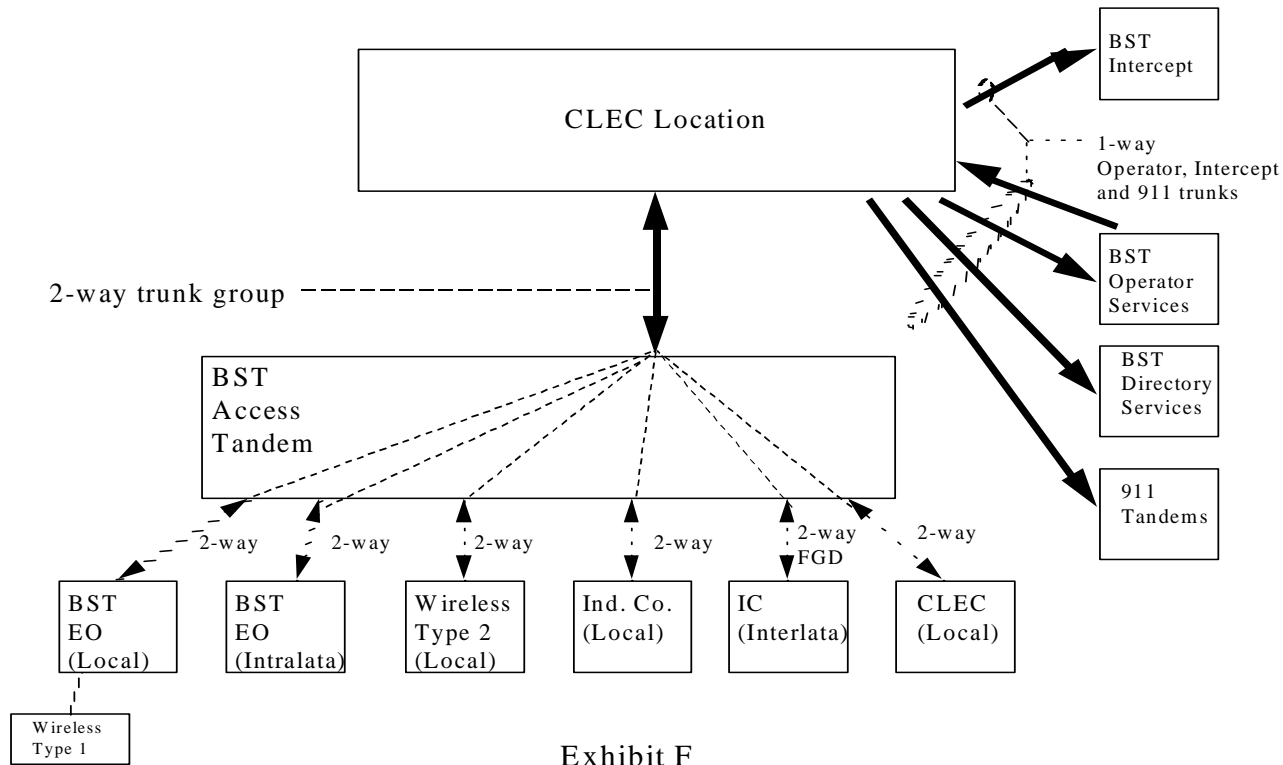 BST
Intercept
CLEC Location
1-way
Operator, Intercept
and 911 trunks
BST
Operator
Services
2-way trunk group
BST
Directory
Services
BST
Access
Tandem
911
Tandems
2-way
2-way
2-way
2-way
2-way
FGD
2-way
BST
EO
(Local)
BST
EO
(Intralata)
Wireless
Type 2
(Local)
Ind. Co.
(Local)
IC
(Interlata)
CLEC
(Local)
Wireless
Type 1
Exhibit F